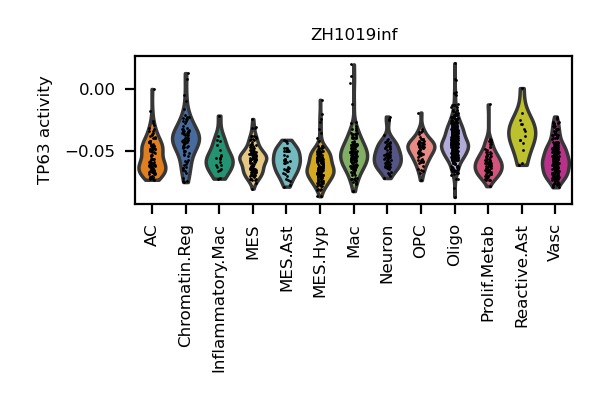 ZH1019inf
TP63 activity
0.00
−0.05
AC
Chromatin.Reg
Inflammatory.Mac
MES
MES.Ast
MES.Hyp
Mac
Neuron
OPC
Oligo
Prolif.Metab
Reactive.Ast
Vasc